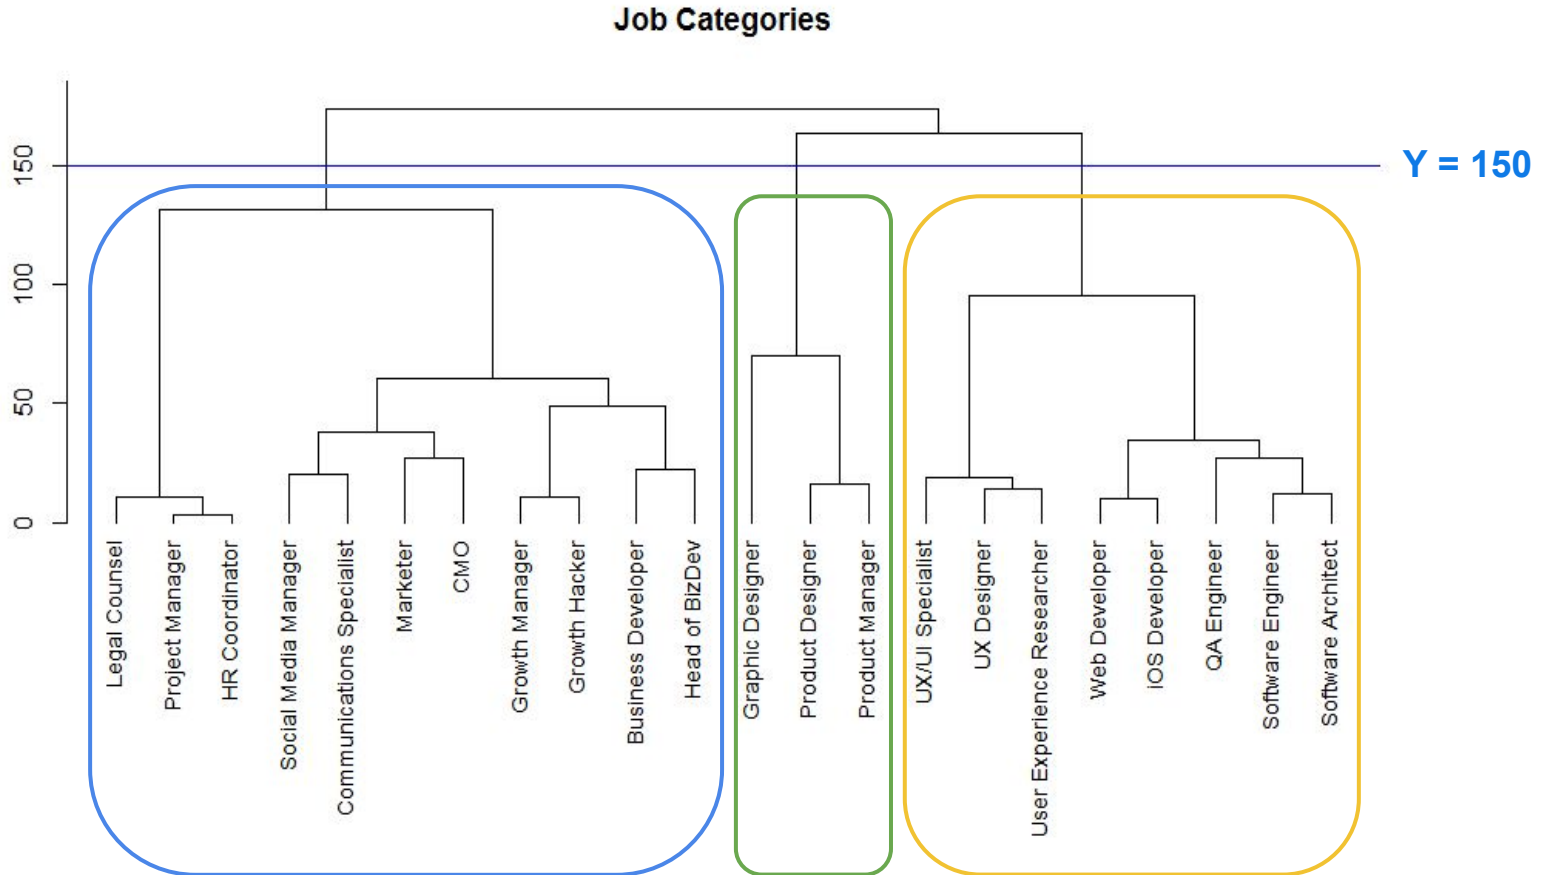 Job Categories
150
Y = 150
100
50
0
Legal Counsel
Project Manager
HR Coordinator
Social Media Manager
Communications Specialist
Marketer
CMO
Growth Manager
Growth Hacker
Business Developer
Head of BizDev
Graphic Designer
Product Designer
Product Manager
UX/UI Specialist
UX Designer
User Experience Researcher
Web Developer
iOS Developer
QA Engineer
Software Engineer
Software Architect